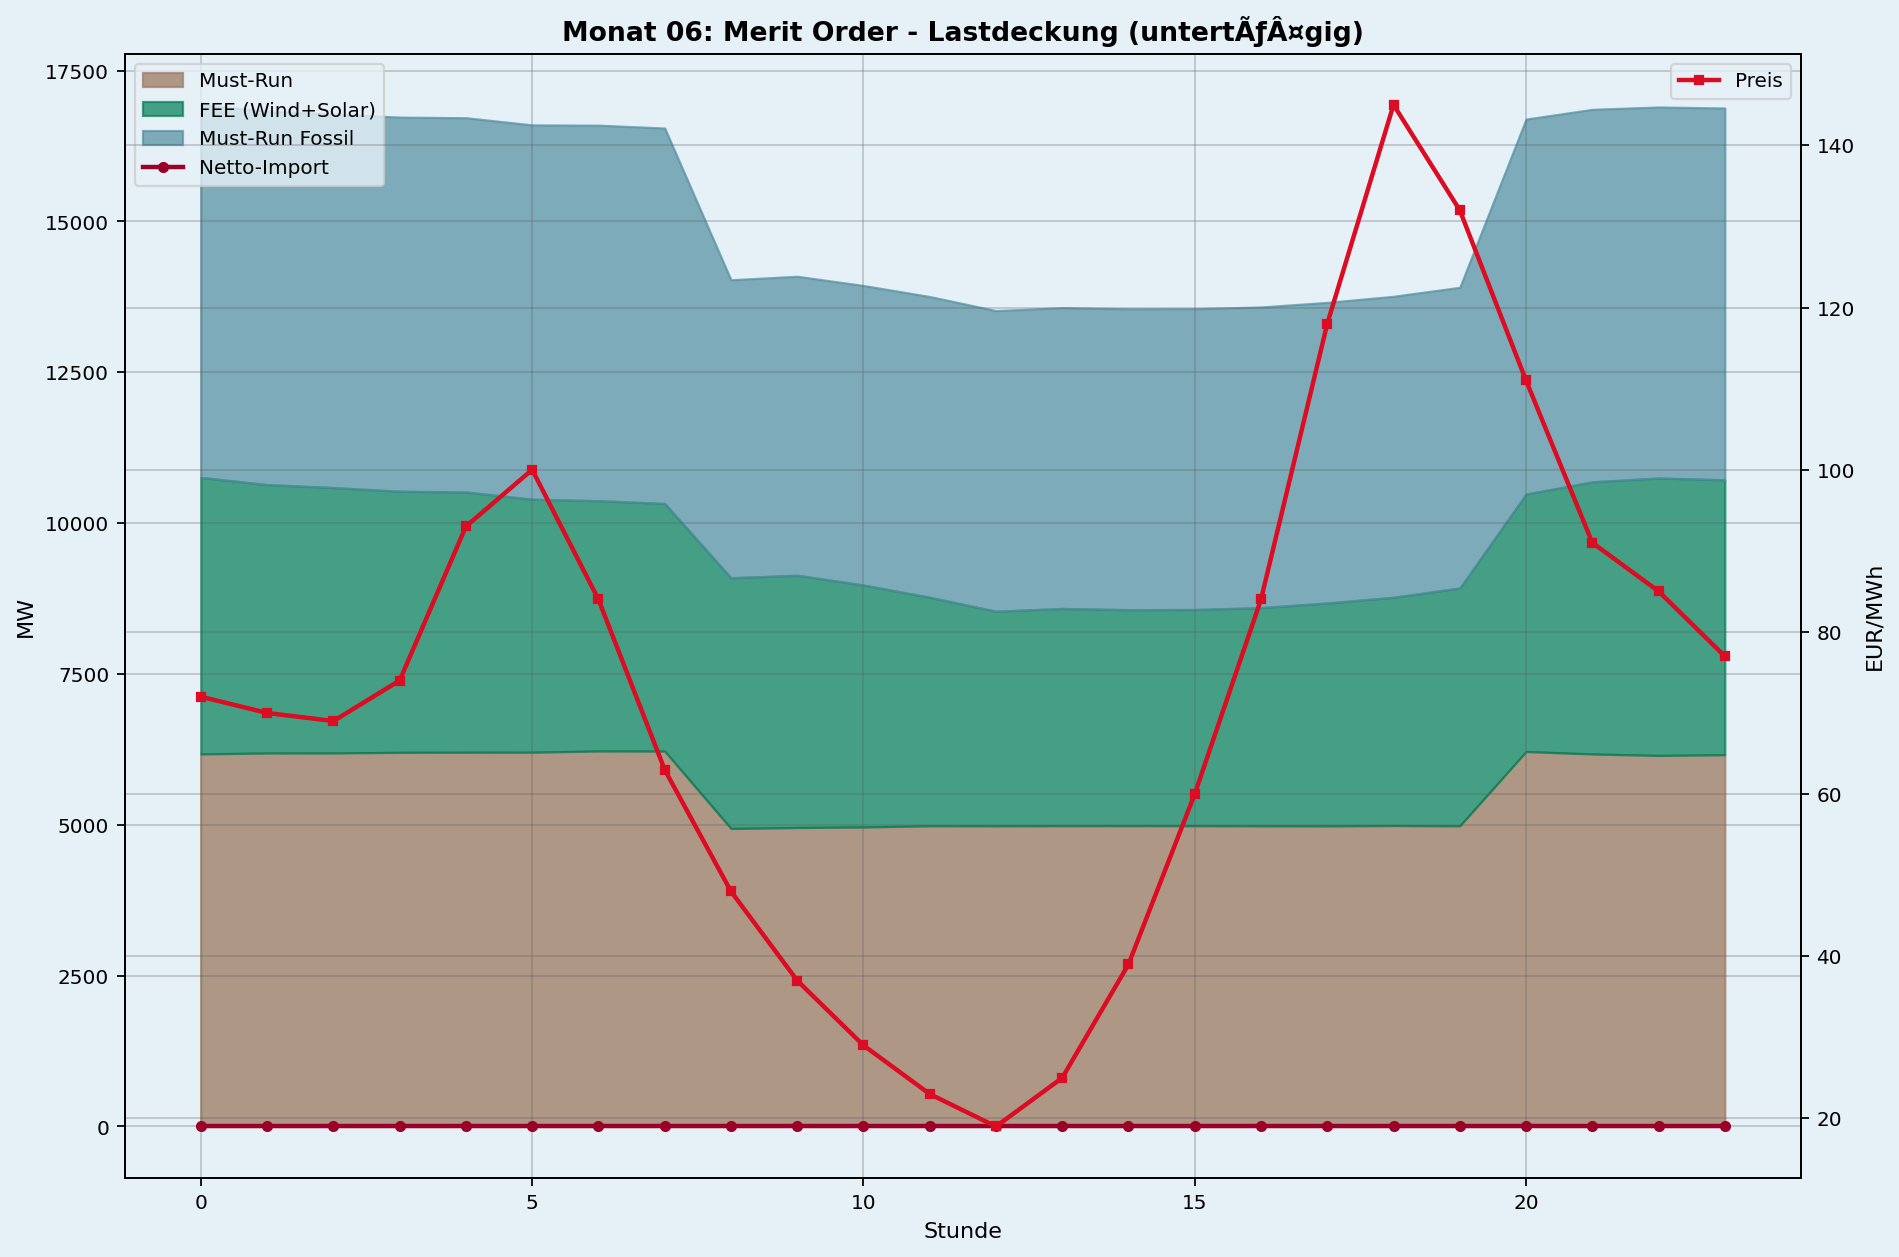 Monat 06: Merit Order - Lastdeckung (untertÃƒÂ¤gig)
Must-Run
FEE (Wind+Solar)
Must-Run Fossil
Netto-Import
Preis
17500
15000
12500
10000
7500
5000
2500
0
MW
140
120
100
80
60
40
20
EUR/MWh
0 5 10 15 20
Stunde